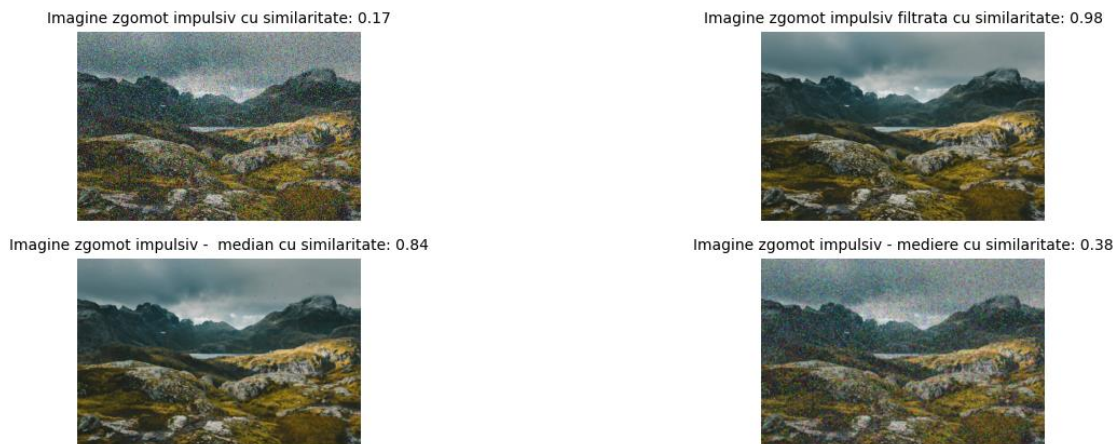 Imagine zgomot impulsiv cu similaritate: 0.17
Imagine zgomot impulsiv filtrata cu similaritate: 0.98
Imagine zgomot impulsiv -  median cu similaritate: 0.84
Imagine zgomot impulsiv - mediere cu similaritate: 0.38